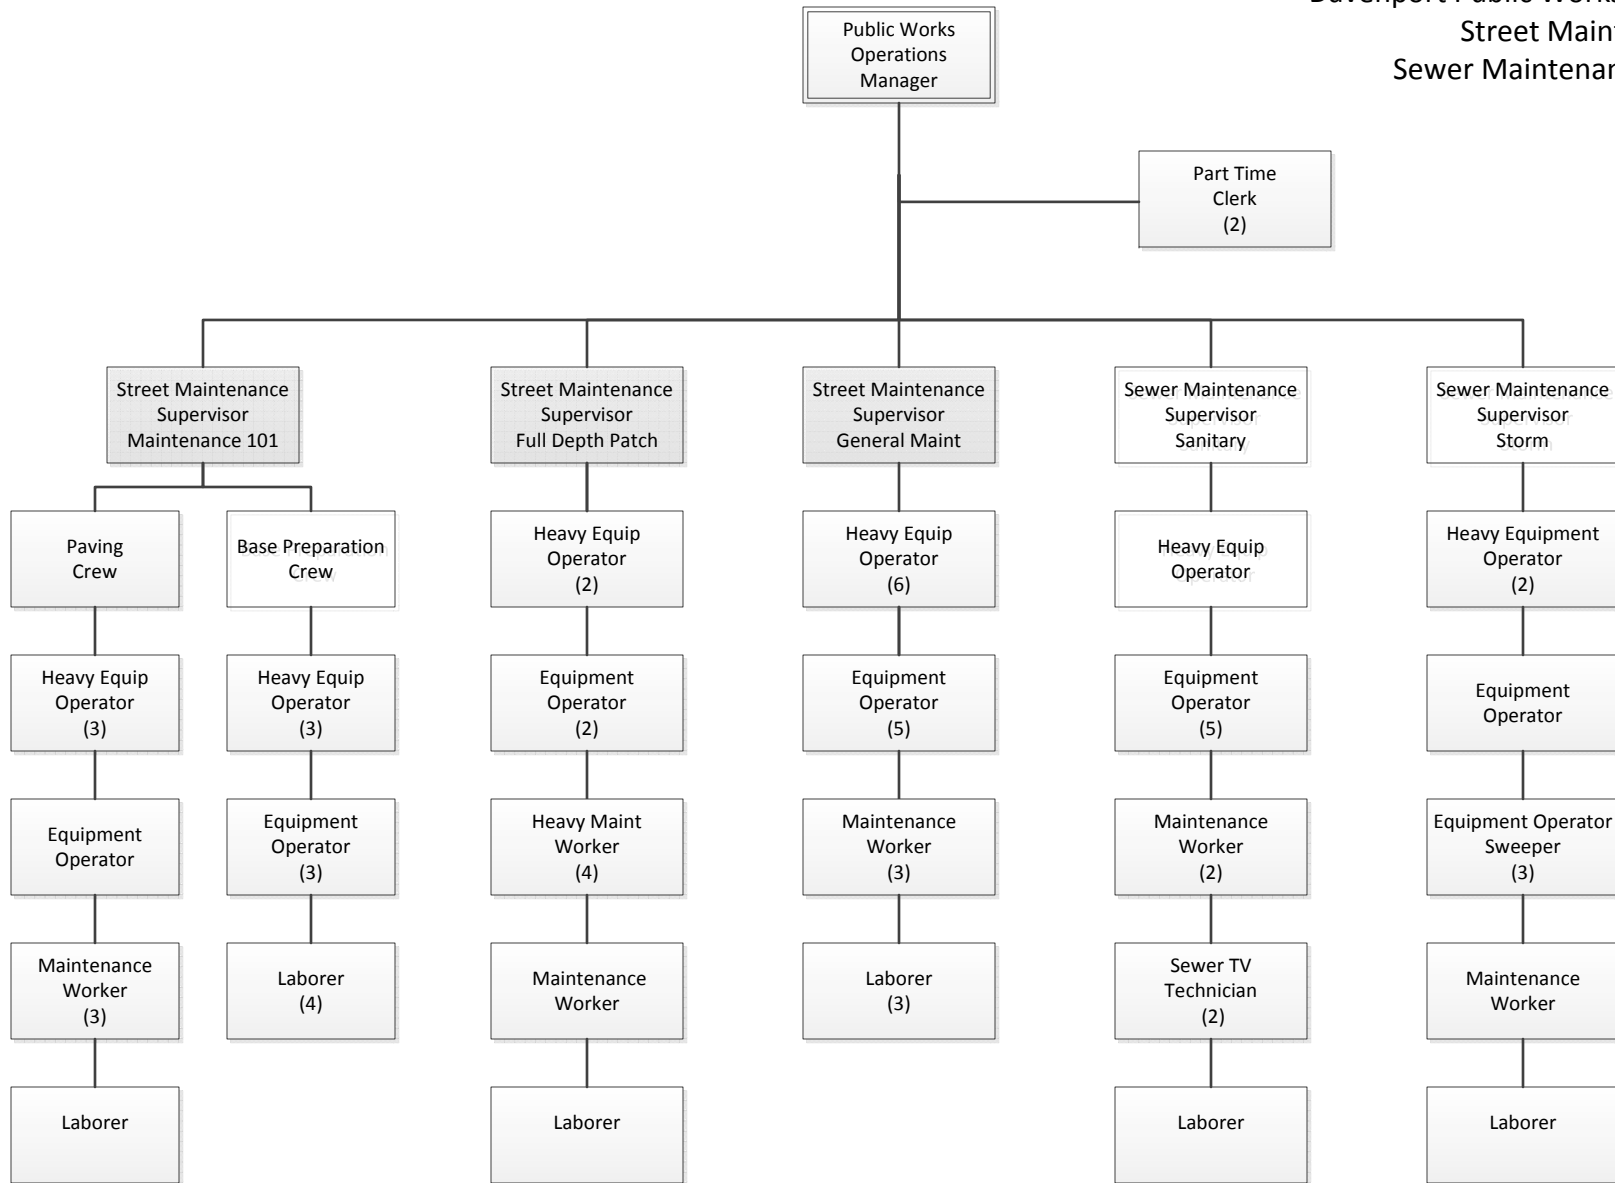 Davenport Public Works
Street Maint
Sewer Maintenan
Public Works
Operations
Manager
Part Time
Clerk
(2)
Street Maintenance
Supervisor
Maintenance 101
Street Maintenance
Supervisor
Full Depth Patch
Street Maintenance
Supervisor
General Maint
Sewer Maintenance
Supervisor
Sanitary
Sewer Maintenance
Supervisor
Storm
Paving
Crew
Base Preparation
Crew
Heavy Equip
Operator
(2)
Heavy Equip
Operator
(6)
Heavy Equip
Operator
Heavy Equipment
Operator
(2)
Heavy Equip
Operator
(3)
Heavy Equip
Operator
(3)
Equipment
Operator
(2)
Equipment
Operator
(5)
Equipment
Operator
(5)
Equipment
Operator
Equipment
Operator
Equipment
Operator
(3)
Heavy Maint
Worker
(4)
Maintenance
Worker
(3)
Maintenance
Worker
(2)
Equipment Operator
Sweeper
(3)
Maintenance
Worker
(3)
Laborer
(4)
Maintenance
Worker
Laborer
(3)
Sewer TV
Technician
(2)
Maintenance
Worker
Laborer
Laborer
Laborer
Laborer